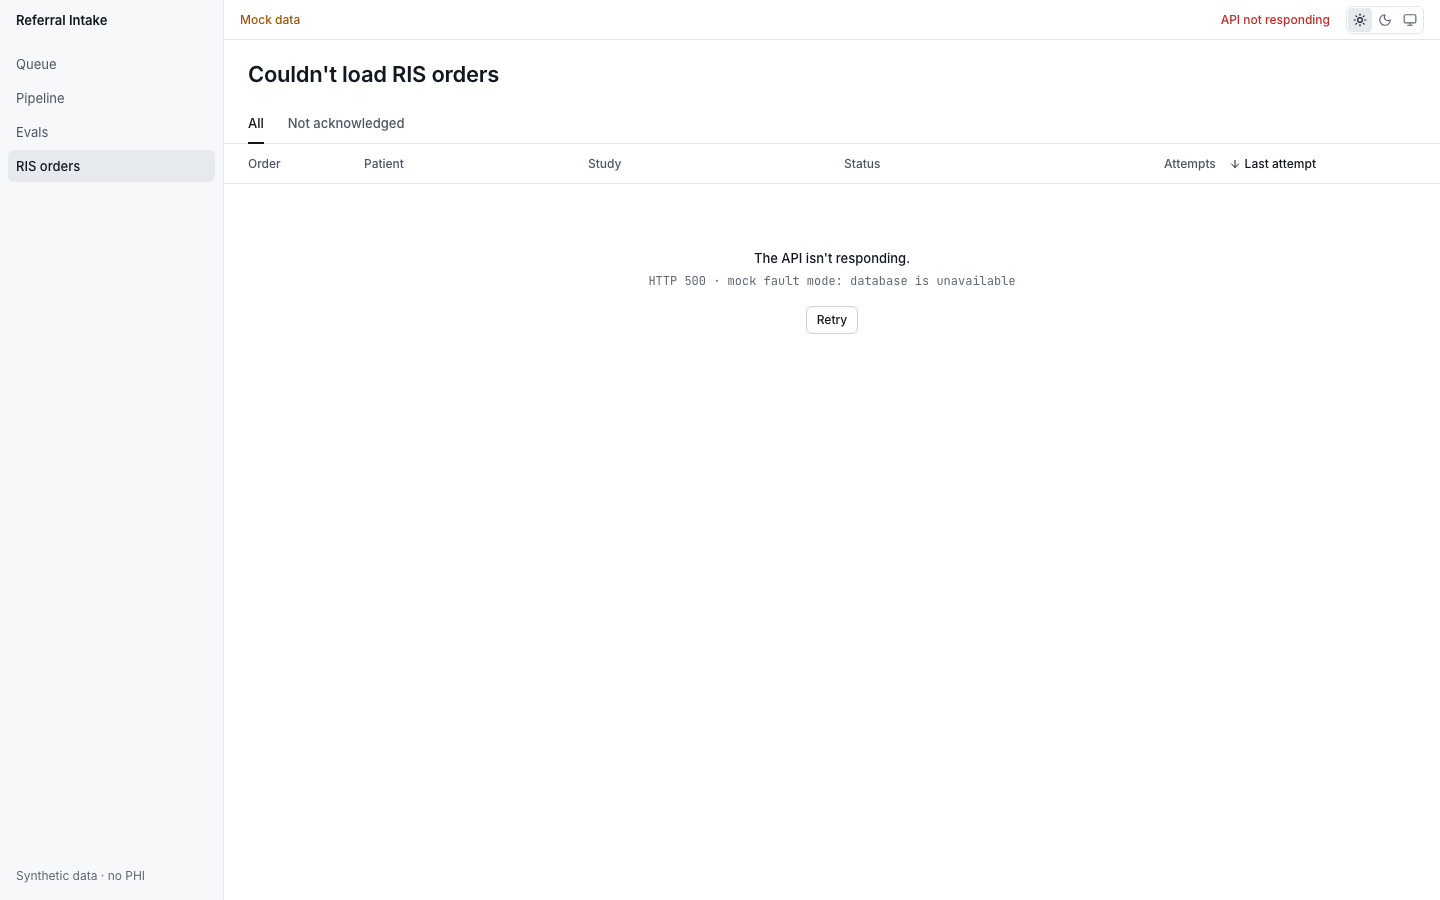 Referral Intake
Mock data
API not responding
Queue
Pipeline
Evals
RIS orders
Couldn't load RIS orders
All
Not acknowledged
Order Patient Study Status Attempts ↓ Last attempt
The API isn't responding.
HTTP 500 · mock fault mode: database is unavailable
Retry
Synthetic data · no PHI